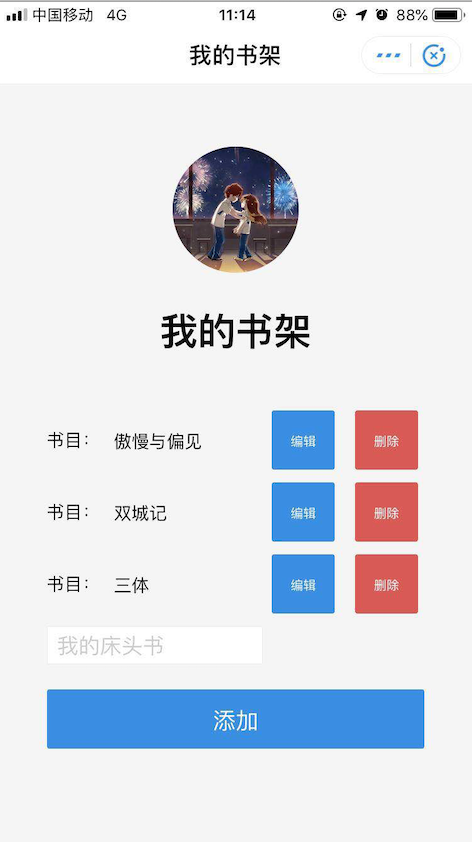 中国移动 4G 11:14 88%
我的书架
我的书架
书目： 傲慢与偏见 编辑 删除
书目： 双城记 编辑 删除
书目： 三体 编辑 删除
我的床头书
添加